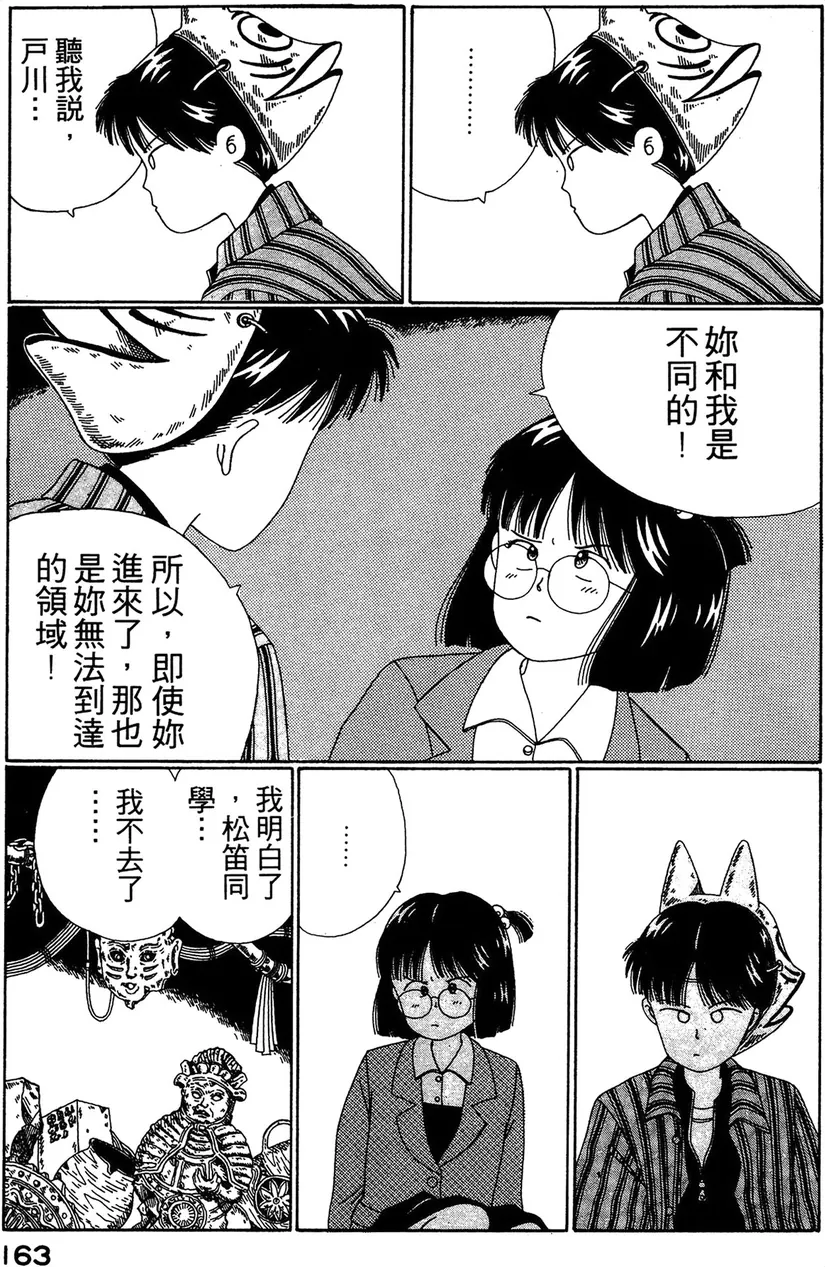 ………
聽我説，
戸川…
妳和我是
不同的！
所以，即使妳
進來了，那也
是妳無法到達
的領域！
……
我明白了
，松笛同
學…
我不去了
……
163